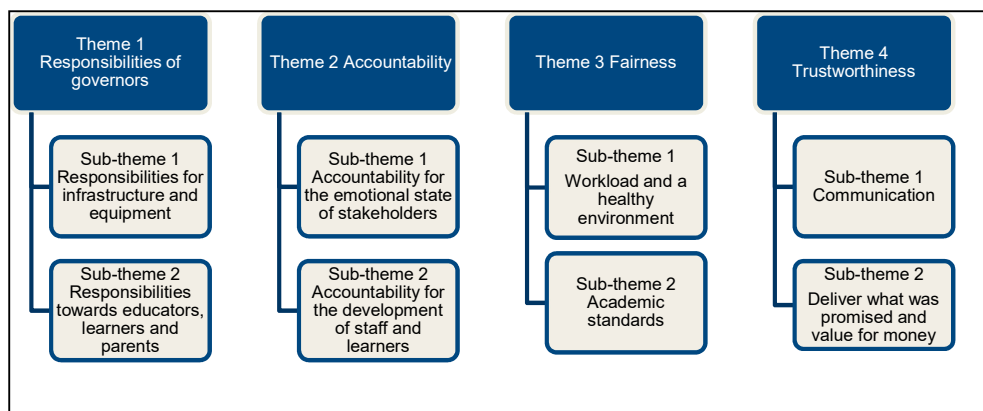 Theme 1
Responsibilities of
governors
Sub-theme 1
Responsibilities for
infrastructure and
equipment
Sub-theme 2
Responsibilities
towards educators,
learners and
parents
Theme 2 Accountability
Sub-theme 1
Accountability for
the emotional state
of stakeholders
Sub-theme 2
Accountability for
the development
of staff and
learners
Theme 3 Fairness
Sub-theme 1
Workload and a
healthy
environment
Sub-theme 2
Academic
standards
Theme 4
Trustworthiness
Sub-theme 1
Communication
Sub-theme 2
Deliver what was
promised and
value for money